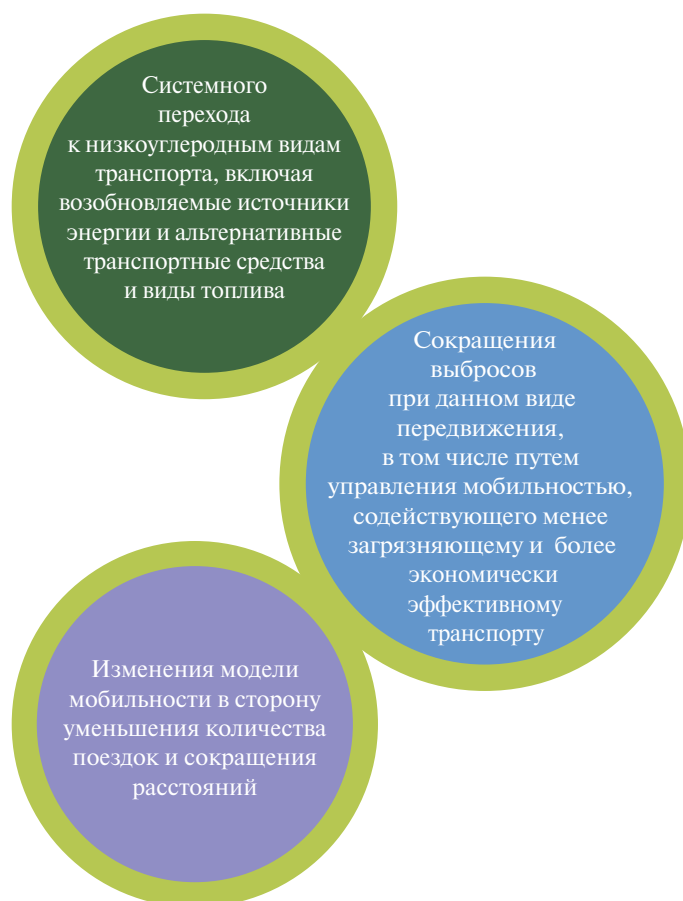 Системного
перехода
к низкоуглеродным видам
транспорта, включая
возобновляемые источники
энергии и альтернативные
транспортные средства
и виды топлива
Сокращения
выбросов
при данном виде
передвижения,
в том числе путем
управления мобильностью,
содействующего менее
загрязняющему и более
экономически
эффективному
транспорту
Изменения модели
мобильности в сторону
уменьшения количества
поездок и сокращения
расстояний